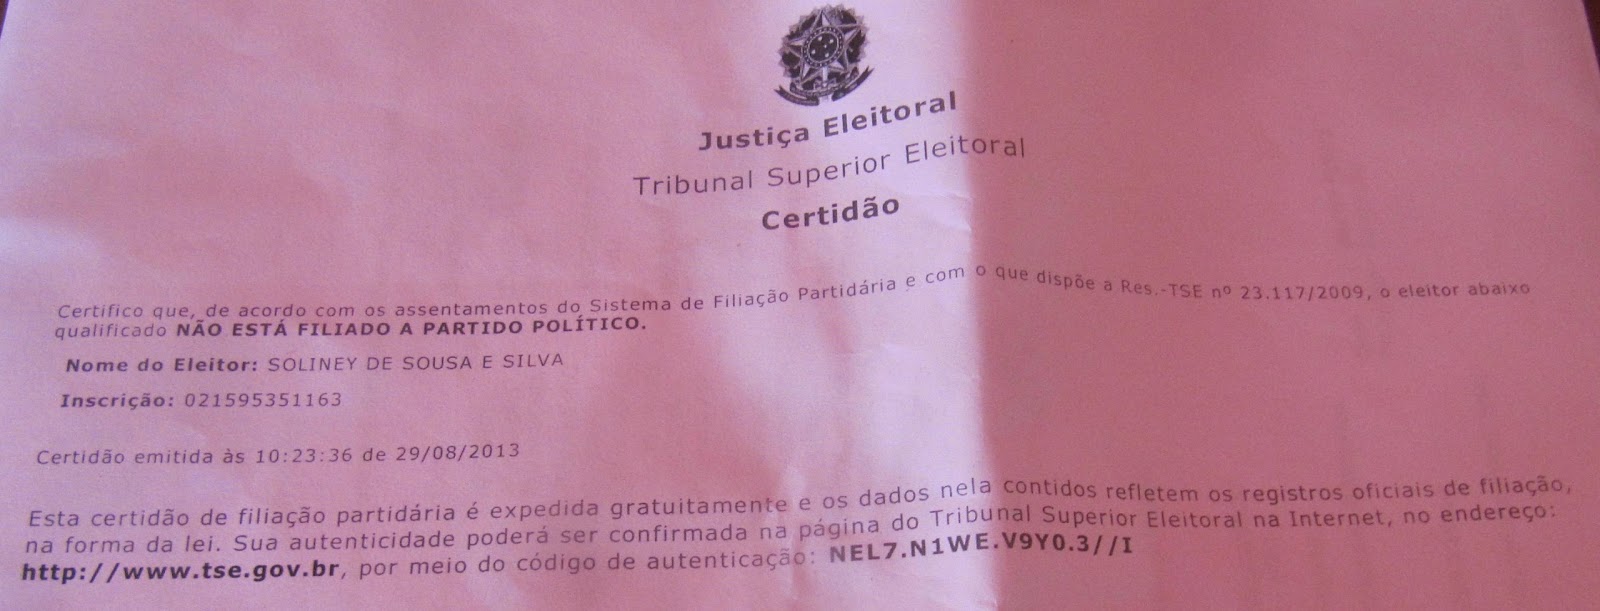 Justiça Eleitoral
Tribunal Superior Eleitoral
Certidão
Certifico que, de acordo com os assentamentos do Sistema de Filiação Partidária e com o que dispõe a Res.-TSE nº 23.117/2009, o eleitor abaixo
qualificado NÃO ESTÁ FILIADO A PARTIDO POLÍTICO.
Nome do Eleitor: SOLINEY DE SOUSA E SILVA
Inscrição: 021595351163
Certidão emitida às 10:23:36 de 29/08/2013
Esta certidão de filiação partidária é expedida gratuitamente e os dados nela contidos refletem os registros oficiais de filiação,
na forma da lei. Sua autenticidade poderá ser confirmada na página do Tribunal Superior Eleitoral na Internet, no endereço:
http://www.tse.gov.br, por meio do código de autenticação: NEL7.N1WE.V9Y0.3//I